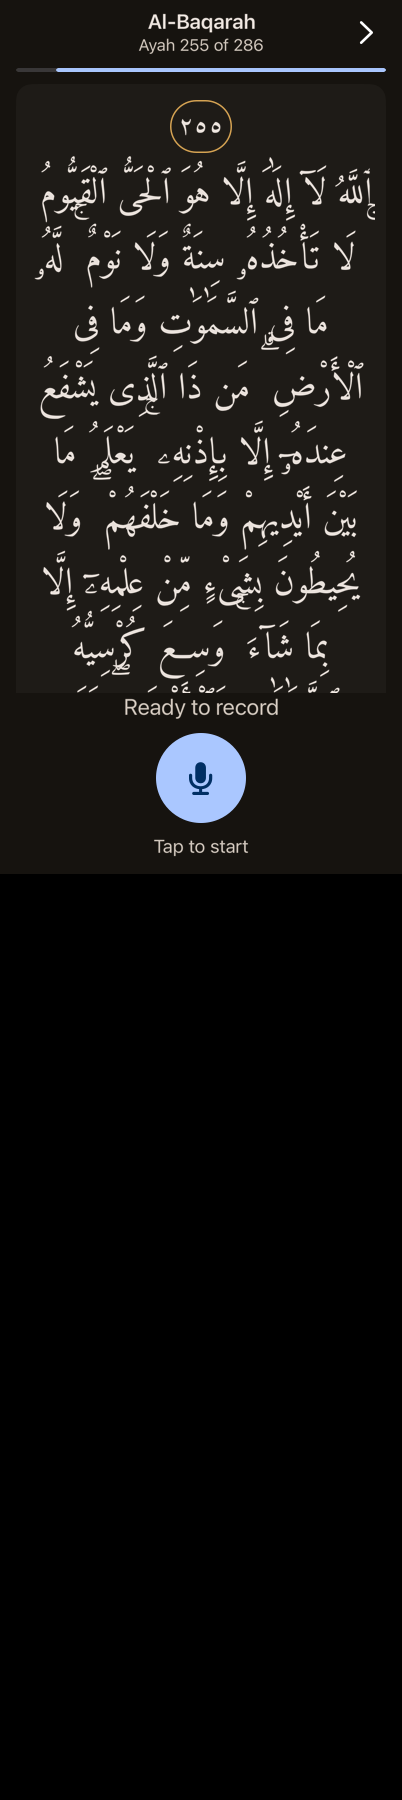 Al-Baqarah
Ayah 255 of 286
٢٥٥
ٱللَّهُ لَآ إِلَٰهَ إِلَّا هُوَ ٱلْحَىُّ ٱلْقَيُّومُ ۚ
لَا تَأْخُذُهُۥ سِنَةٌ وَلَا نَوْمٌ ۚ لَّهُۥ
مَا فِى ٱلسَّمَٰوَٰتِ وَمَا فِى
ٱلْأَرْضِ ۗ مَن ذَا ٱلَّذِى يَشْفَعُ
عِندَهُۥٓ إِلَّا بِإِذْنِهِۦ ۚ يَعْلَمُ مَا
بَيْنَ أَيْدِيهِمْ وَمَا خَلْفَهُمْ ۖ وَلَا
يُحِيطُونَ بِشَىْءٍ مِّنْ عِلْمِهِۦٓ إِلَّا
بِمَا شَآءَ ۚ وَسِعَ كُرْسِيُّهُ
Ready to record
Tap to start